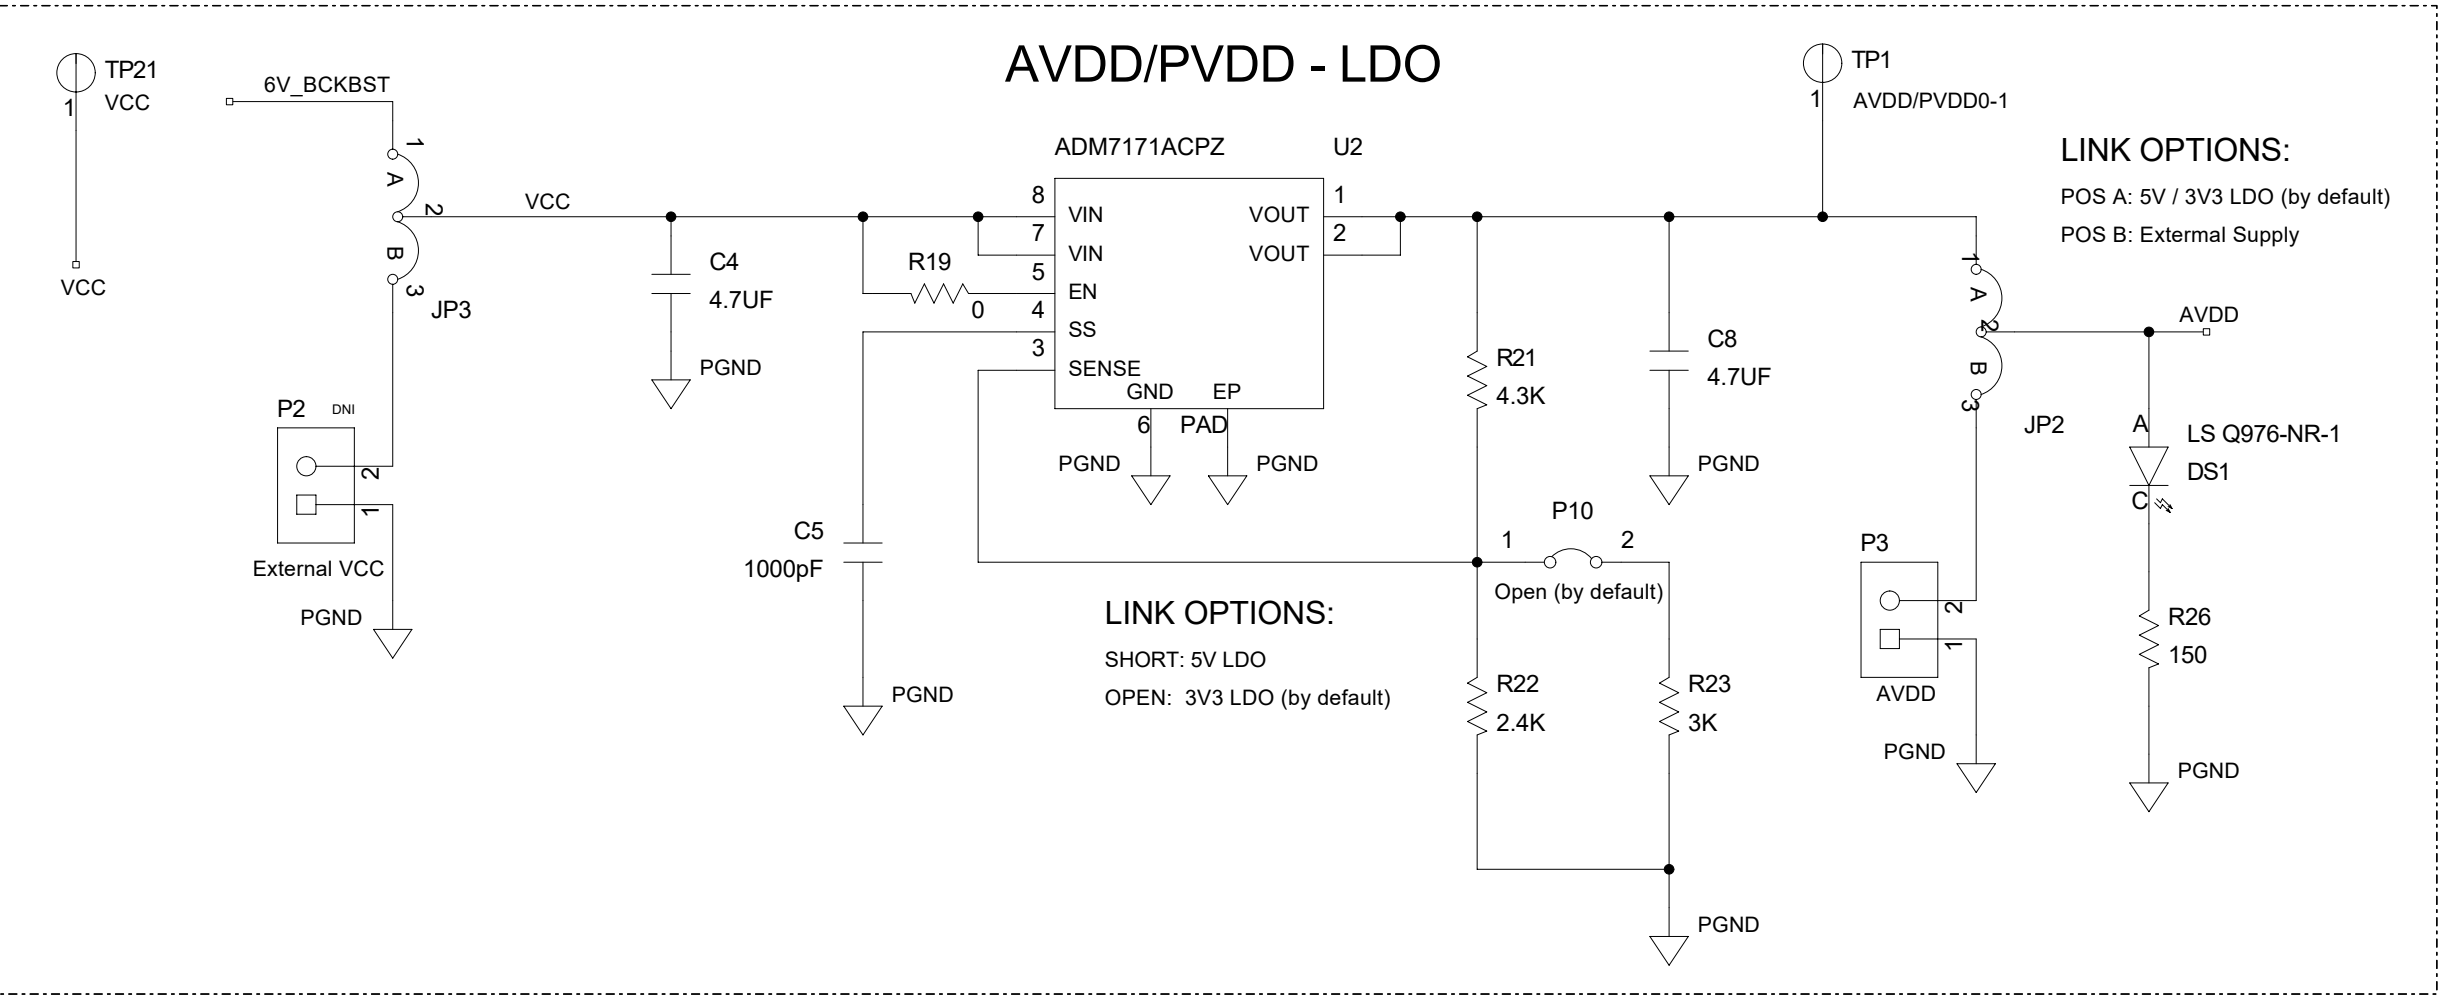 AVDD/PVDD - LDO
TP21
1
VCC
VCC
6V_BCKBST
1
A
2
B
3
JP3
VCC
P2
DNI
2
1
External VCC
PGND
C4
4.7UF
PGND
R19
0
ADM7171ACPZ
U2
8
VIN
7
VIN
5
EN
4
SS
3
SENSE
VOUT
1
VOUT
2
GND
EP
6
PAD
PGND
PGND
C5
1000pF
PGND
LINK OPTIONS:
SHORT: 5V LDO
OPEN:  3V3 LDO (by default)
R21
4.3K
C8
4.7UF
PGND
P10
1
2
Open (by default)
R22
2.4K
R23
3K
PGND
TP1
1
AVDD/PVDD0-1
LINK OPTIONS:
POS A: 5V / 3V3 LDO (by default)
POS B: Extermal Supply
1
A
2
B
3
JP2
AVDD
A
LS Q976-NR-1
DS1
C
P3
2
1
AVDD
PGND
R26
150
PGND